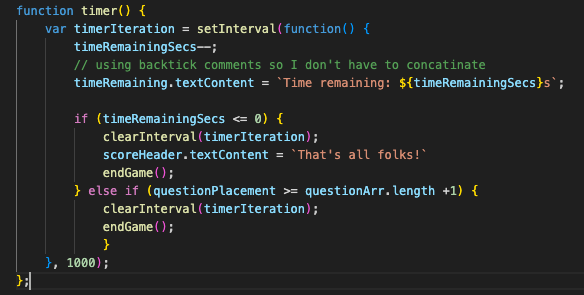 function timer() {
    var timerIteration = setInterval(function() {
        timeRemainingSecs--;
        // using backtick comments so I don't have to concatinate
        timeRemaining.textContent = `Time remaining: ${timeRemainingSecs}s`;

        if (timeRemainingSecs <= 0) {
            clearInterval(timerIteration);
            scoreHeader.textContent = `That's all folks!`
            endGame();
        } else if (questionPlacement >= questionArr.length +1) {
            clearInterval(timerIteration);
            endGame();
            }
    }, 1000);
};